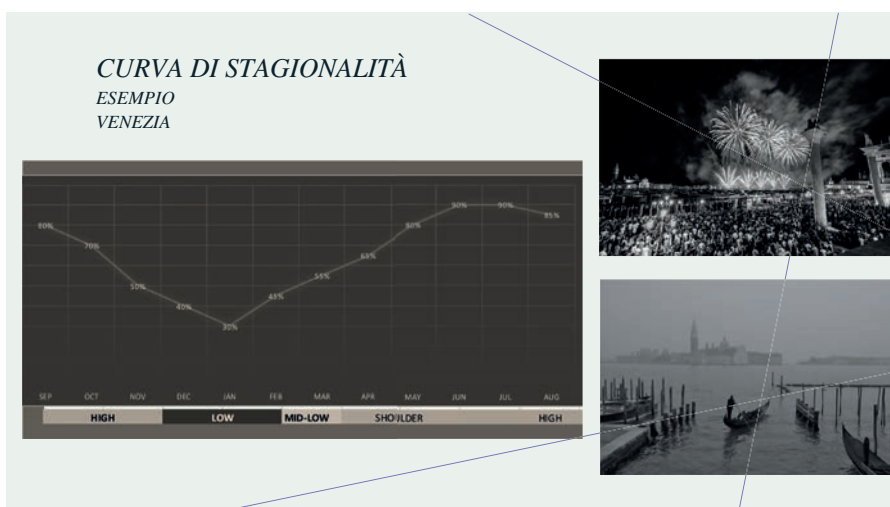 CURVA DI STAGIONALITÀ
ESEMPIO
VENEZIA
80%
70%
50%
40%
30%
45%
55%
65%
80%
90%
90%
85%
SEP OCT NOV DEC JAN FEB MAR APR MAY JUN JUL AUG
HIGH LOW MID-LOW SHOULDER HIGH